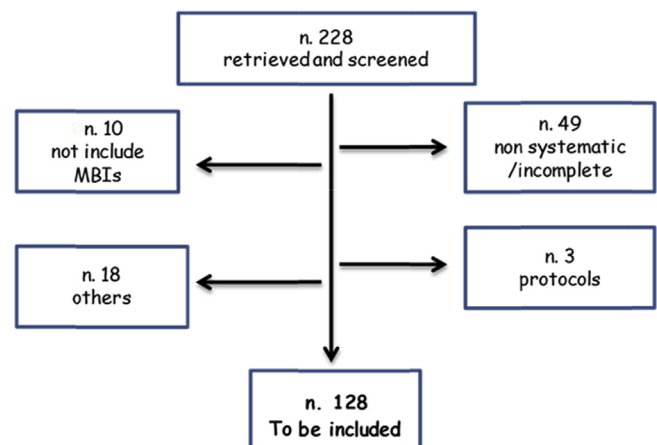 n. 228
retrieved and screened
n. 10
not include
MBIs
n. 49
non systematic
/incomplete
n. 18
others
n. 3
protocols
n. 128
To be included